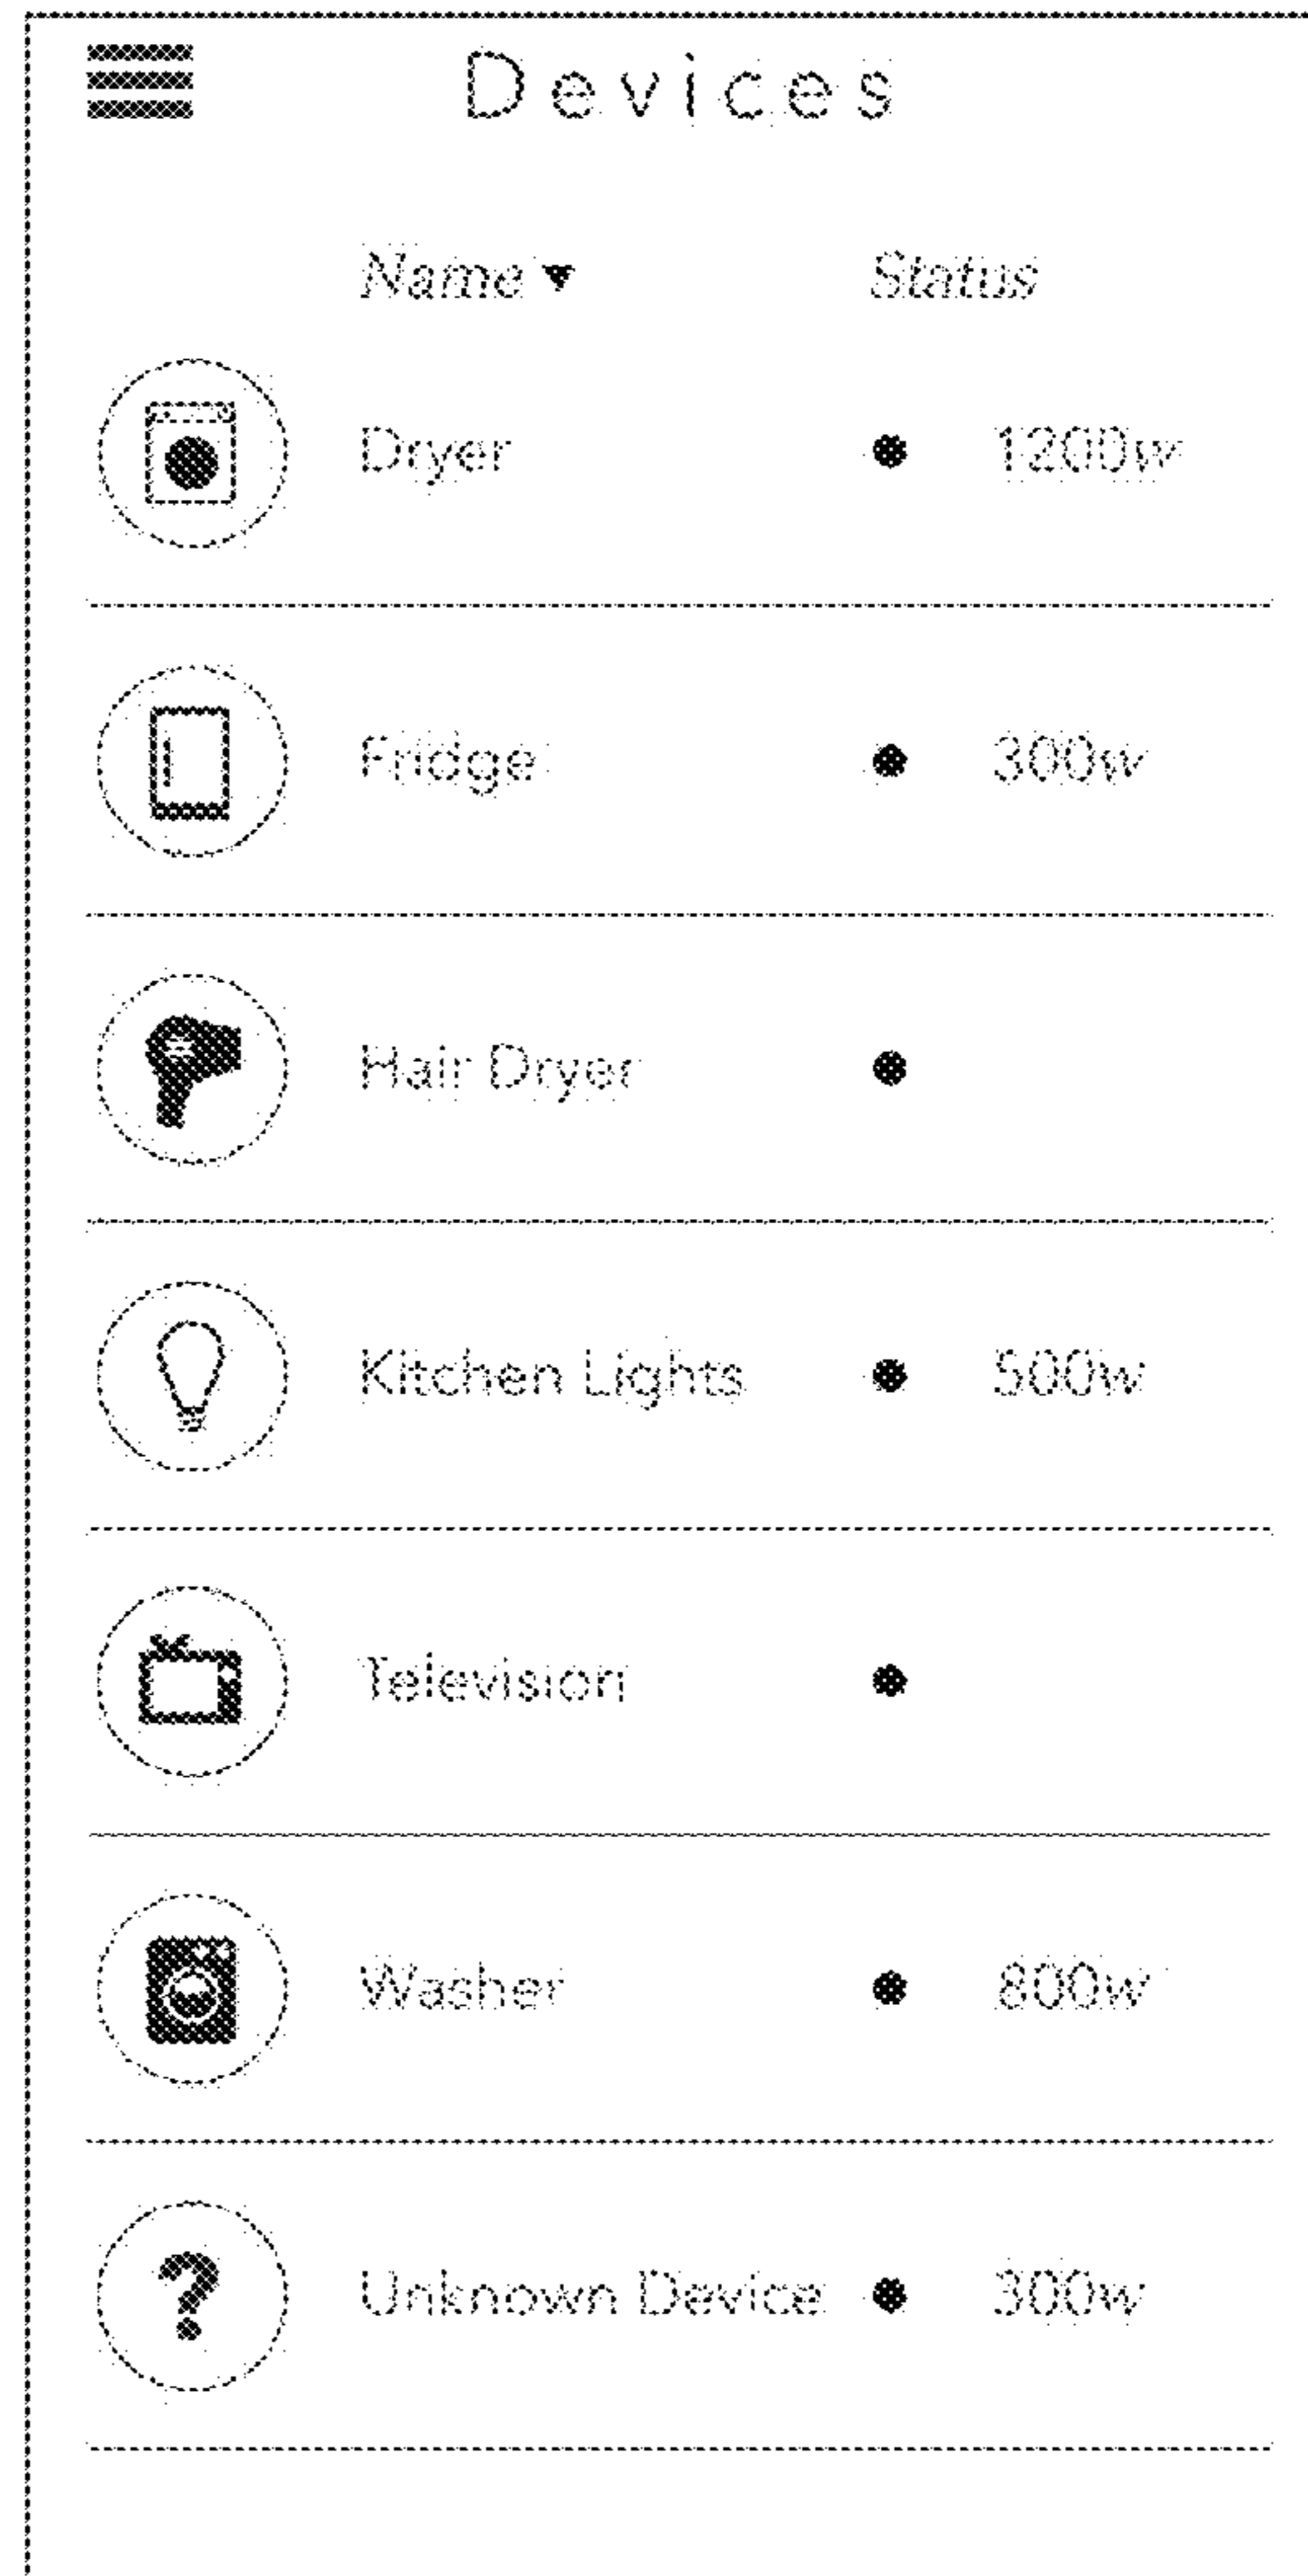 Devices
Name ▼ Status
Dryer ● 1200w
Fridge ● 300w
Hair Dryer ●
Kitchen Lights ● 500w
Television ●
Washer ● 800w
? Unknown Device ● 300w